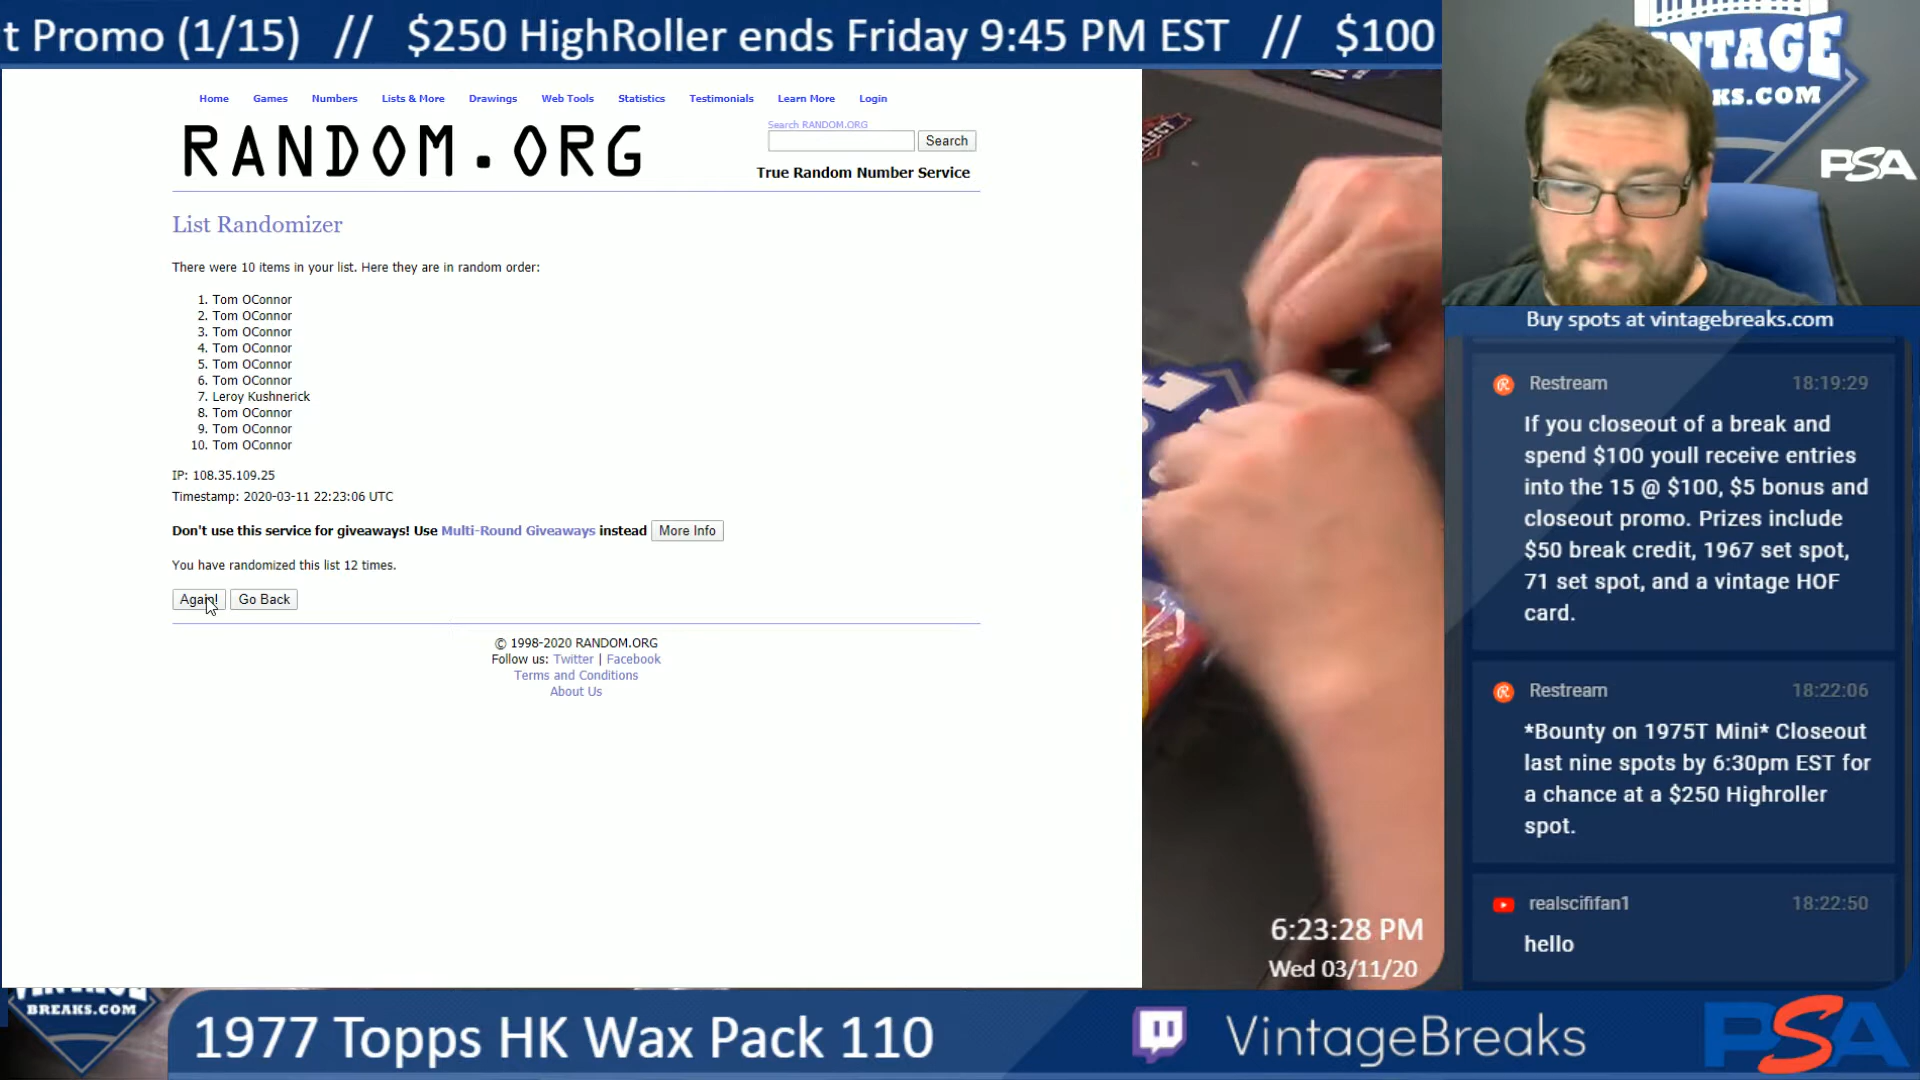 t Promo (1/15)   //   $250 HighRoller ends Friday 9:45 PM EST   //   $100
Home Games Numbers Lists & More Drawings Web Tools Statistics Testimonials Learn More Login
RANDOM.ORG
Search RANDOM.ORG
Search
True Random Number Service
List Randomizer
There were 10 items in your list. Here they are in random order:
1. Tom OConnor
2. Tom OConnor
3. Tom OConnor
4. Tom OConnor
5. Tom OConnor
6. Tom OConnor
7. Leroy Kushnerick
8. Tom OConnor
9. Tom OConnor
10. Tom OConnor
IP: 108.35.109.25
Timestamp: 2020-03-11 22:23:06 UTC
Don't use this service for giveaways! Use Multi-Round Giveaways instead More Info
You have randomized this list 12 times.
Again! Go Back
© 1998-2020 RANDOM.ORG
Follow us: Twitter | Facebook
Terms and Conditions
About Us
6:23:28 PM
Wed 03/11/20
NTAGE
KS.COM
PSA
Buy spots at vintagebreaks.com
Restream 18:19:29
If you closeout of a break and
spend $100 youll receive entries
into the 15 @ $100, $5 bonus and
closeout promo. Prizes include
$50 break credit, 1967 set spot,
71 set spot, and a vintage HOF
card.
Restream 18:22:06
*Bounty on 1975T Mini* Closeout
last nine spots by 6:30pm EST for
a chance at a $250 Highroller
spot.
realscififan1 18:22:50
hello
BREAKS.COM
1977 Topps HK Wax Pack 110
VintageBreaks
PSA